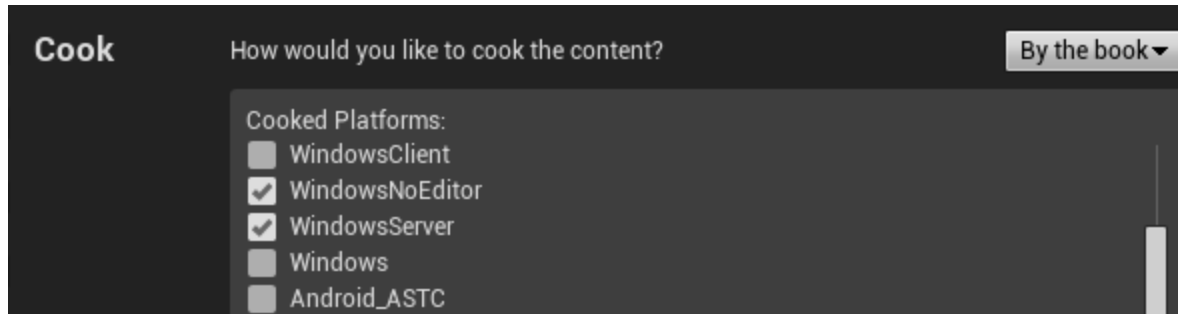 Cook How would you like to cook the content? By the book
Cooked Platforms:
WindowsClient
WindowsNoEditor
WindowsServer
Windows
Android_ASTC